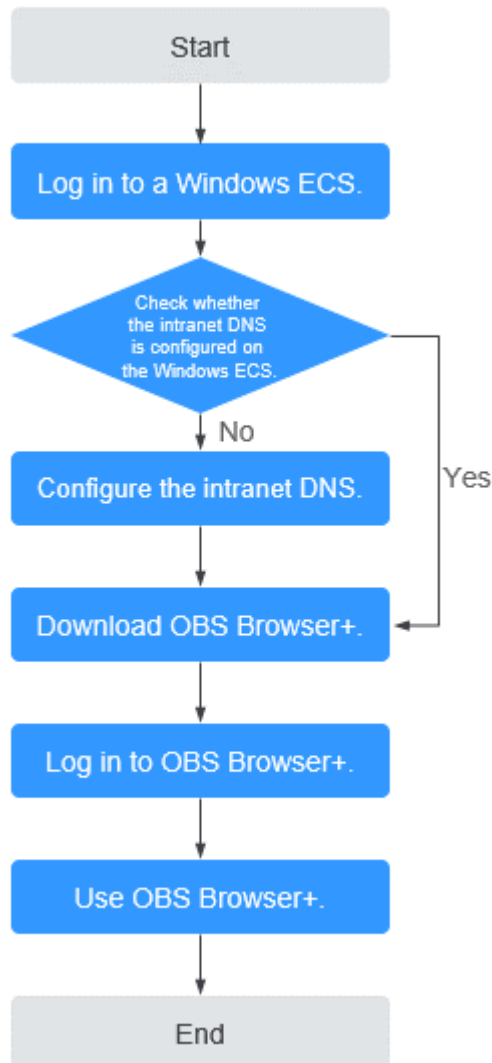 Start
Log in to a Windows ECS.
Check whether
the intranet DNS
is configured on
the Windows ECS.
No
Yes
Configure the intranet DNS.
Download OBS Browser+.
Log in to OBS Browser+.
Use OBS Browser+.
End